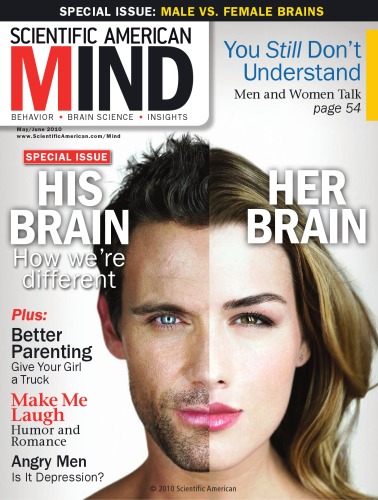 SPECIAL ISSUE: MALE VS. FEMALE BRAINS
SCIENTIFIC AMERICAN
MIND
BEHAVIOR • BRAIN SCIENCE • INSIGHTS
May/June 2010
www.ScientificAmerican.com/Mind
You Still Don't
Understand
Men and Women Talk
page 54
SPECIAL ISSUE
HIS
BRAIN
How we're
different
HER
BRAIN
Plus:
Better
Parenting
Give Your Girl
a Truck
Make Me
Laugh
Humor and
Romance
Angry Men
Is It Depression?
© 2010 Scientific American